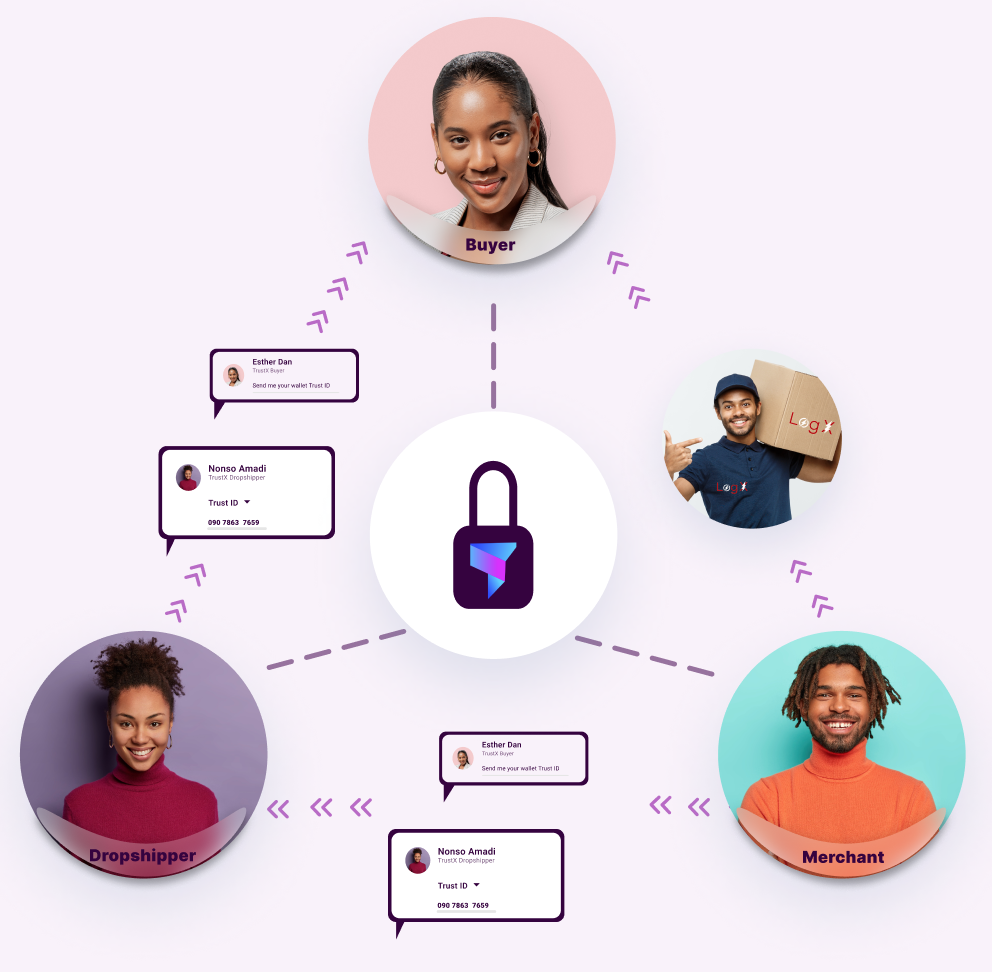 Buyer
Esther Dan
TrustX Buyer
Send me your wallet Trust ID
LogX
LogX
Nonso Amadi
TrustX Dropshipper
Trust ID
090 7863 7659
Esther Dan
TrustX Buyer
Send me your wallet Trust ID
Dropshipper
Merchant
Nonso Amadi
TrustX Dropshipper
Trust ID
090 7863 7659